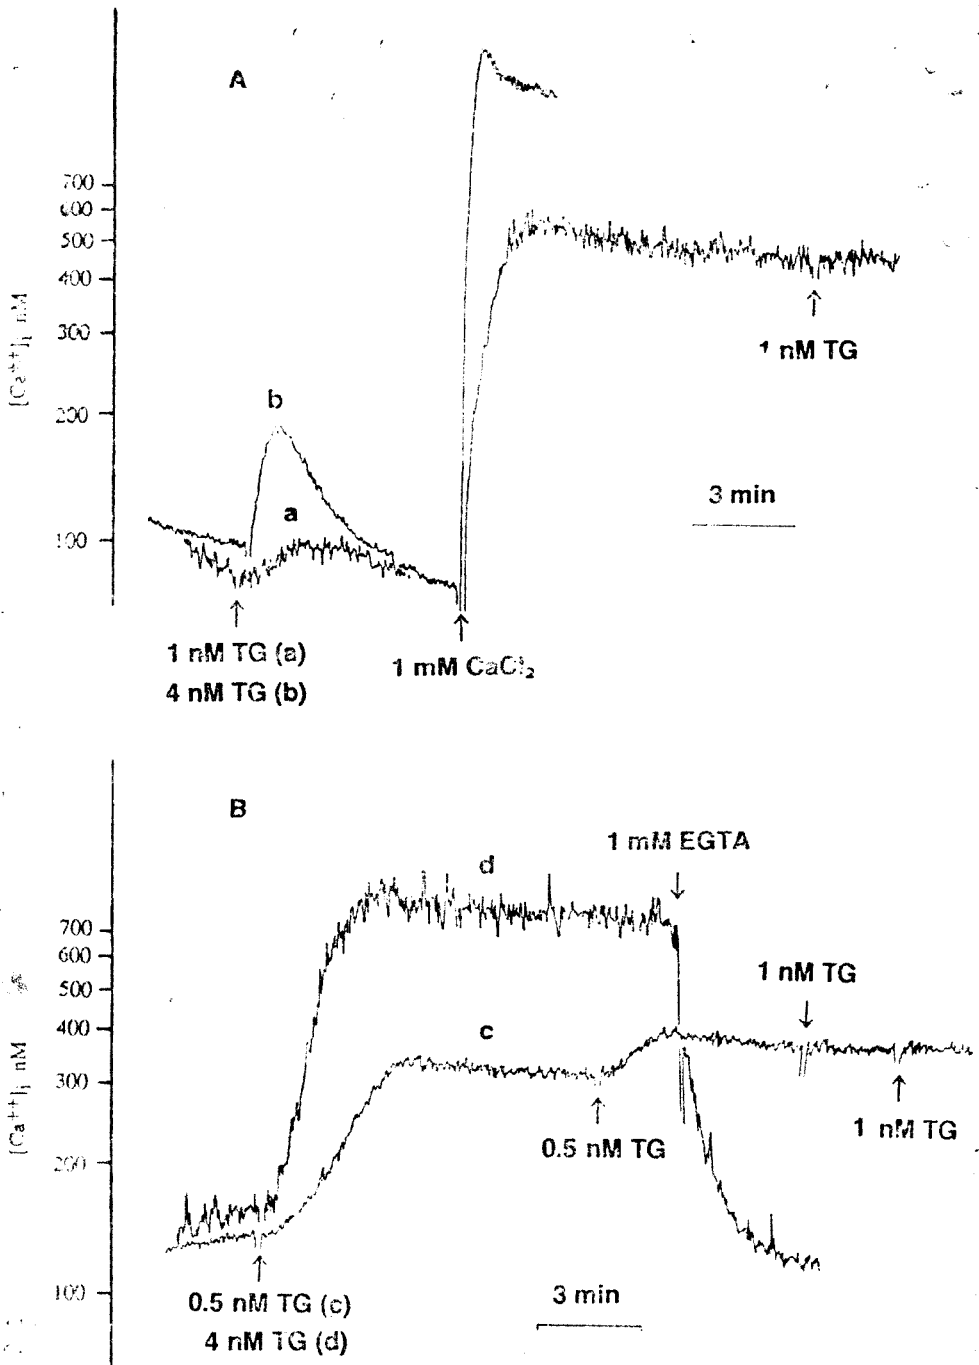 A
700
600
500
400
300
200
100
[Ca++]i nM
b
a
1 nM TG
3 min
1 nM TG (a)
4 nM TG (b)
1 mM CaCl₂
B
1 mM EGTA
d
700
600
500
400
300
200
100
[Ca++]i nM
1 nM TG
c
0.5 nM TG
1 nM TG
0.5 nM TG (c)
4 nM TG (d)
3 min